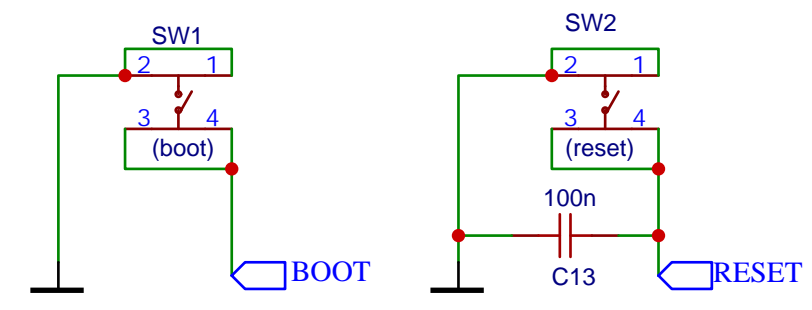 SW1
2 1
3 4
(boot)
BOOT
SW2
2 1
3 4
(reset)
100n
C13
RESET